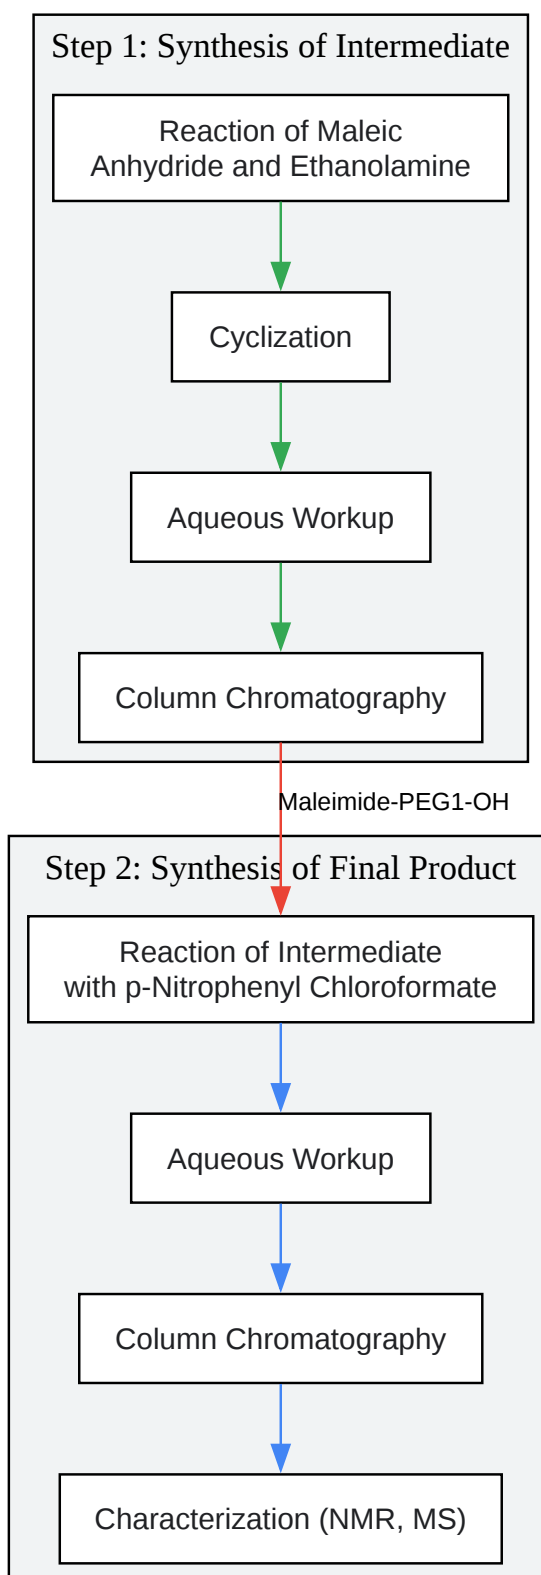 Step 1: Synthesis of Intermediate
Reaction of Maleic
Anhydride and Ethanolamine
Cyclization
Aqueous Workup
Column Chromatography
Maleimide-PEG1-OH
Step 2: Synthesis of Final Product
Reaction of Intermediate
with p-Nitrophenyl Chloroformate
Aqueous Workup
Column Chromatography
Characterization (NMR, MS)